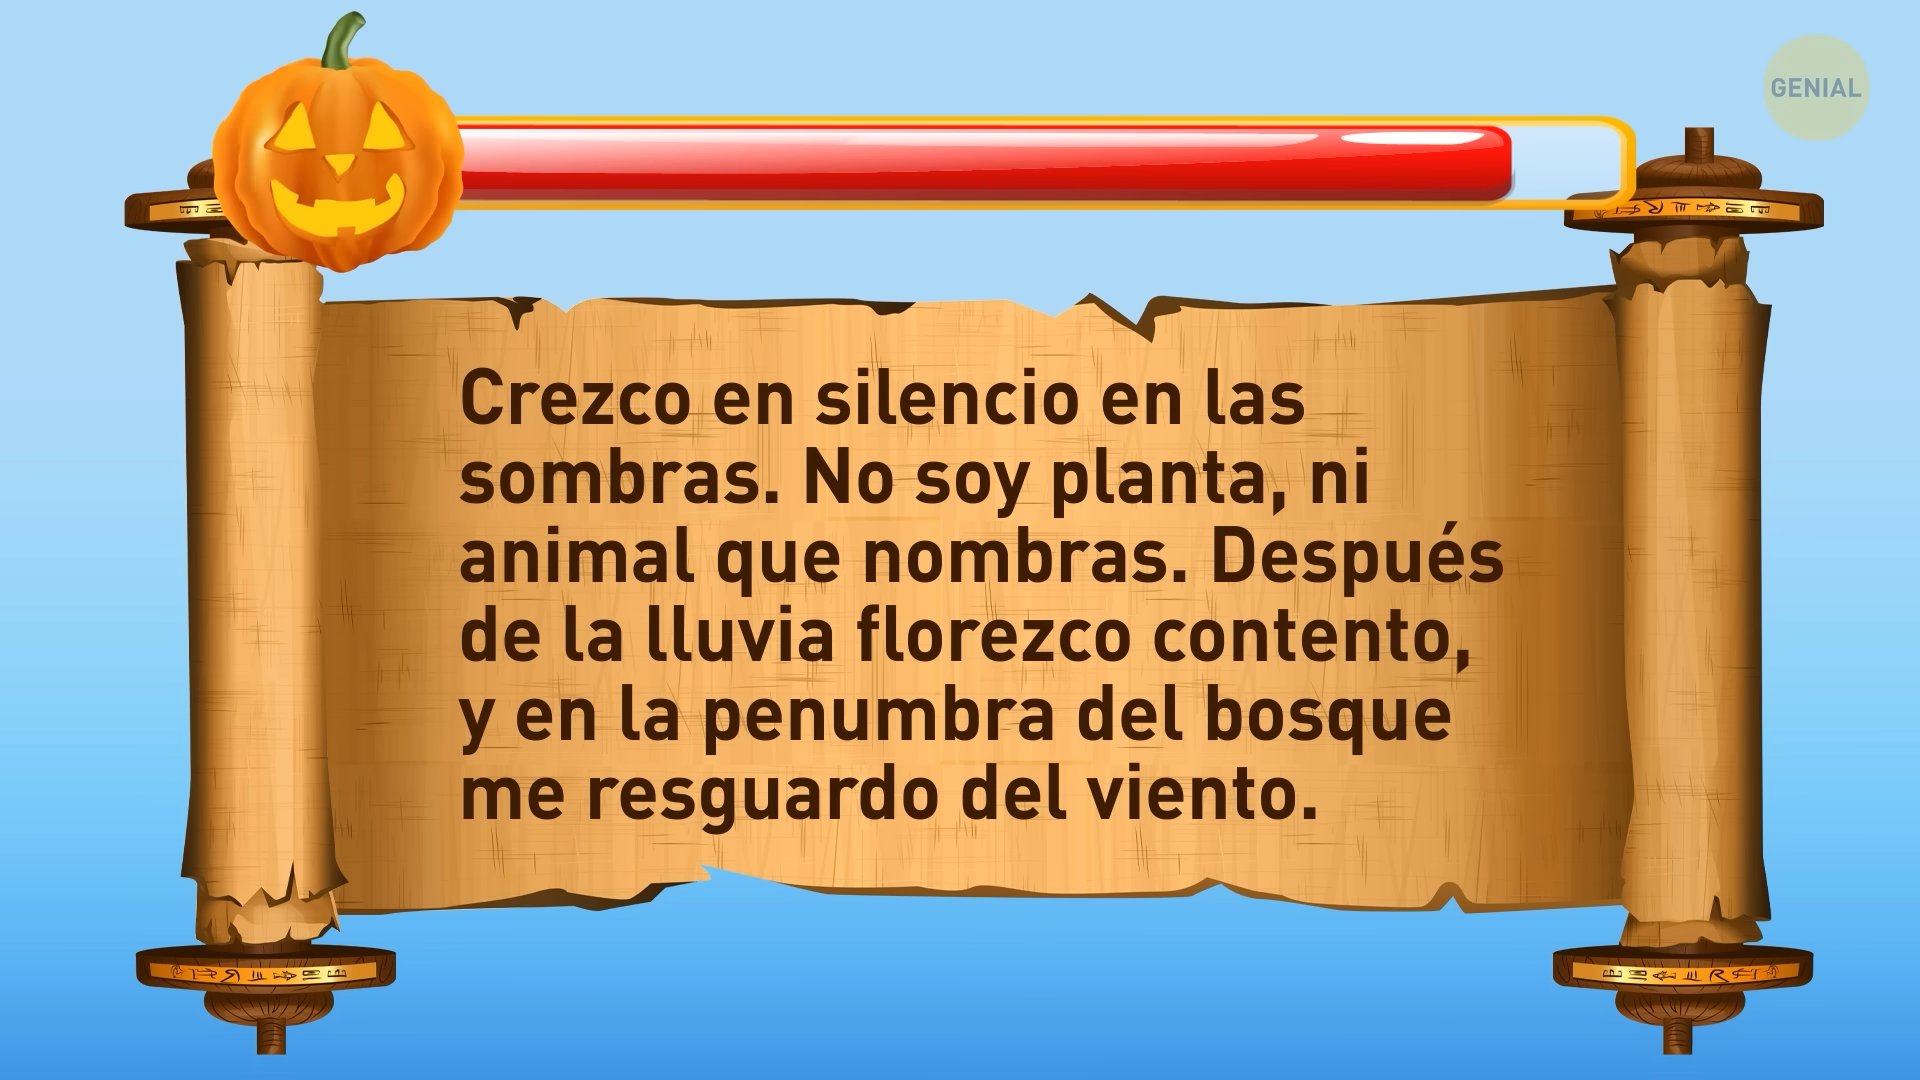 GENIAL
Crezco en silencio en las
sombras. No soy planta, ni
animal que nombras. Después
de la lluvia florezco contento,
y en la penumbra del bosque
me resguardo del viento.